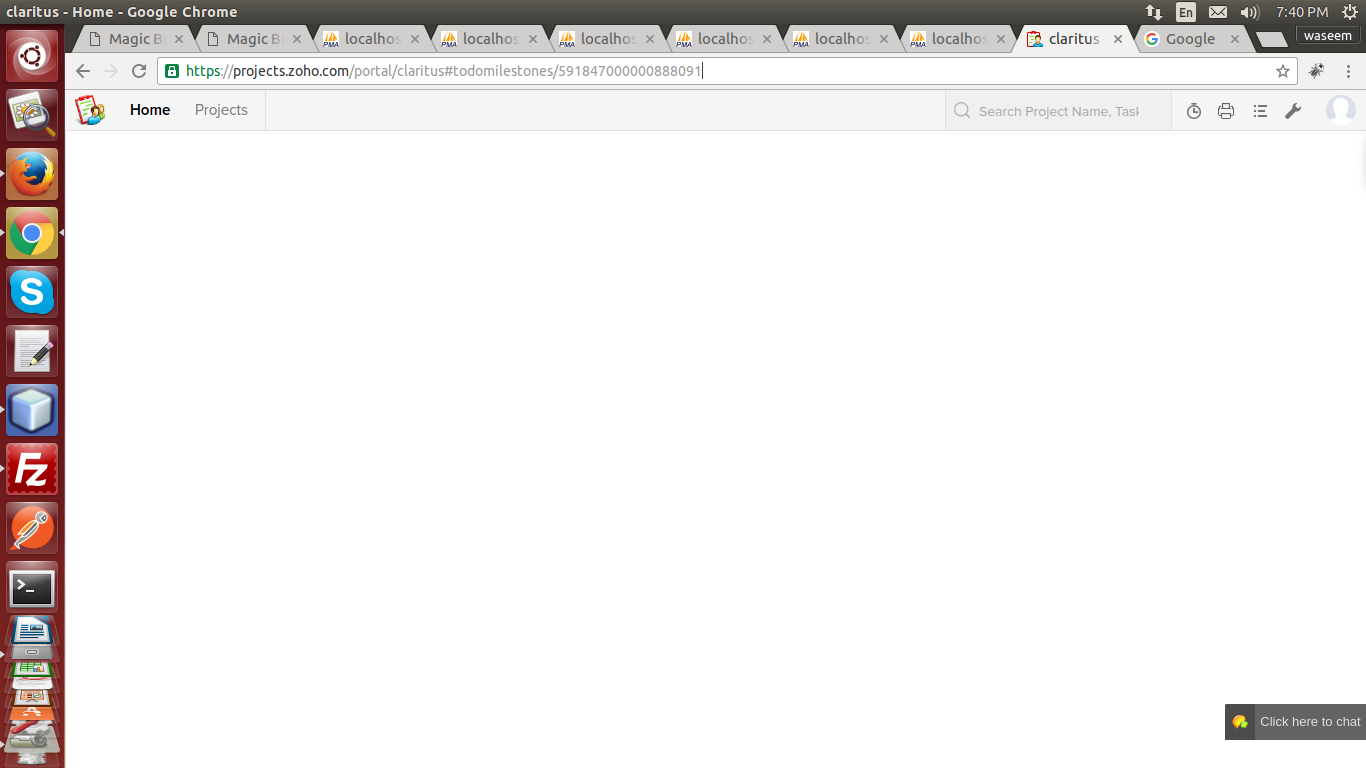 claritus - Home - Google Chrome
En
7:40 PM
Magic B
Magic B
localhos
localhos
localhos
localhos
localhos
localhos
claritus
Google
waseem
https://projects.zoho.com/portal/claritus#todomilestones/591847000000888091
Home
Projects
Search Project Name, Task
S
Fz
>_
Click here to chat